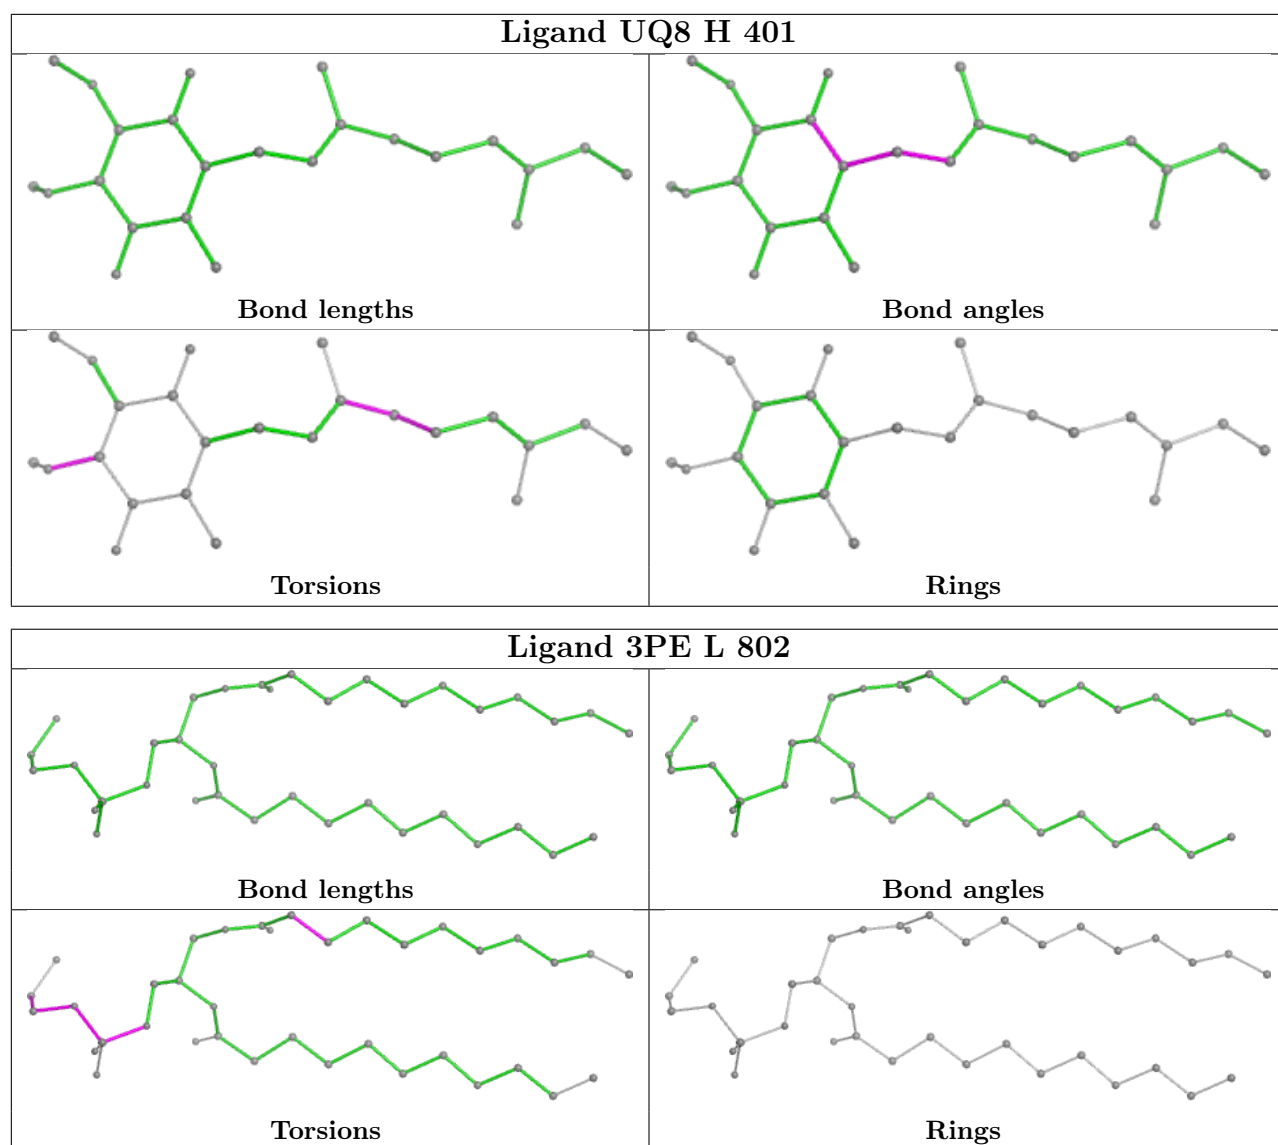 Ligand UQ8 H 401
Bond lengths
Bond angles
Torsions
Rings
Ligand 3PE L 802
Bond lengths
Bond angles
Torsions
Rings